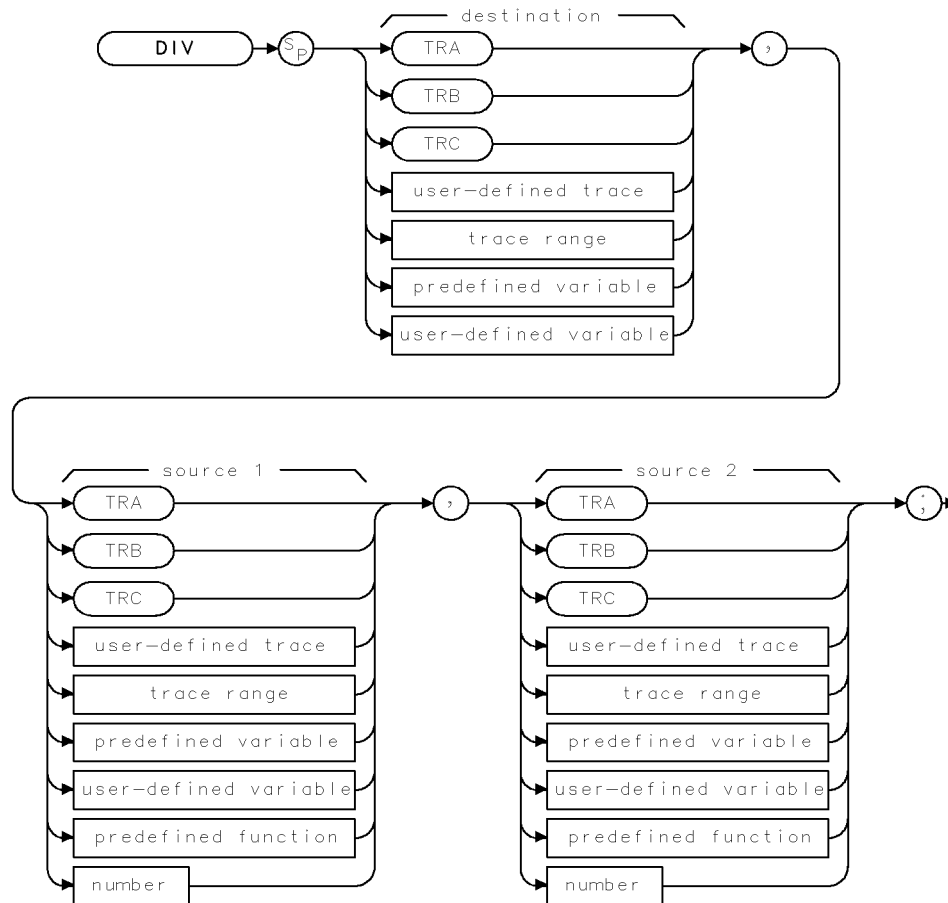 destination
DIV SP TRA ,
TRB
TRC
user-defined trace
trace range
predefined variable
user-defined variable
source 1
TRA ,
TRB
TRC
user-defined trace
trace range
predefined variable
user-defined variable
predefined function
number
source 2
TRA ;
TRB
TRC
user-defined trace
trace range
predefined variable
user-defined variable
predefined function
number